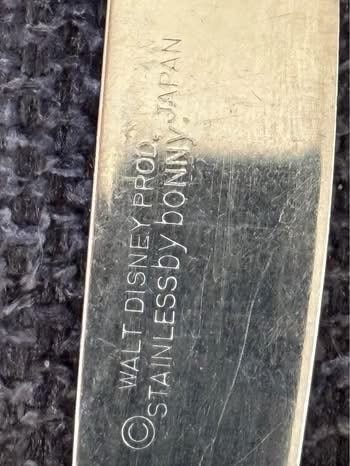 © WALT DISNEY PROD.
STAINLESS by bONNY. JAPAN